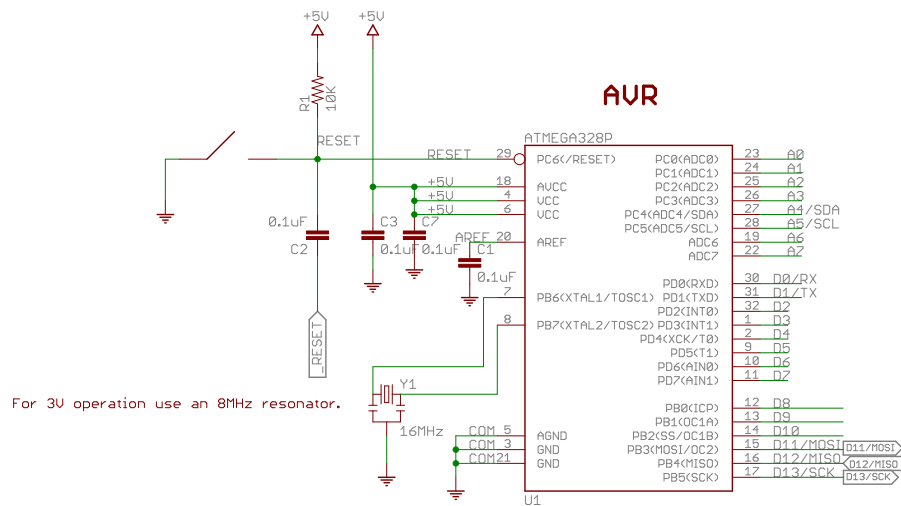 +5V +5V
R1
10K
AVR
RESET
RESET
ATMEGA328P
29 PC6(/RESET) PC0(ADC0) 23 A0
PC1(ADC1) 24 A1
+5V 18 AVCC PC2(ADC2) 25 A2
+5V 4 VCC PC3(ADC3) 26 A3
+5V 6 VCC PC4(ADC4/SDA) 27 A4/SDA
PC5(ADC5/SCL) 28 A5/SCL
0.1uF C3 C7
AREF 20 AREF ADC6 19 A6
C2 0.1uF 0.1uF C1 ADC7 22 A7
0.1uF
PD0(RXD) 30 D0/RX
7 PB6(XTAL1/TOSC1) PD1(TXD) 31 D1/TX
PD2(INT0) 32 D2
8 PB7(XTAL2/TOSC2) PD3(INT1) 1 D3
PD4(XCK/T0) 2 D4
_RESET
PD5(T1) 9 D5
PD6(AIN0) 10 D6
PD7(AIN1) 11 D7
Y1
For 3V operation use an 8MHz resonator.
16MHz
PB0(ICP) 12 D8
PB1(OC1A) 13 D9
COM 5 AGND PB2(SS/OC1B) 14 D10
COM 3 GND PB3(MOSI/OC2) 15 D11/MOSI D11/MOSI
COM 21 GND PB4(MISO) 16 D12/MISO D12/MISO
PB5(SCK) 17 D13/SCK D13/SCK
U1